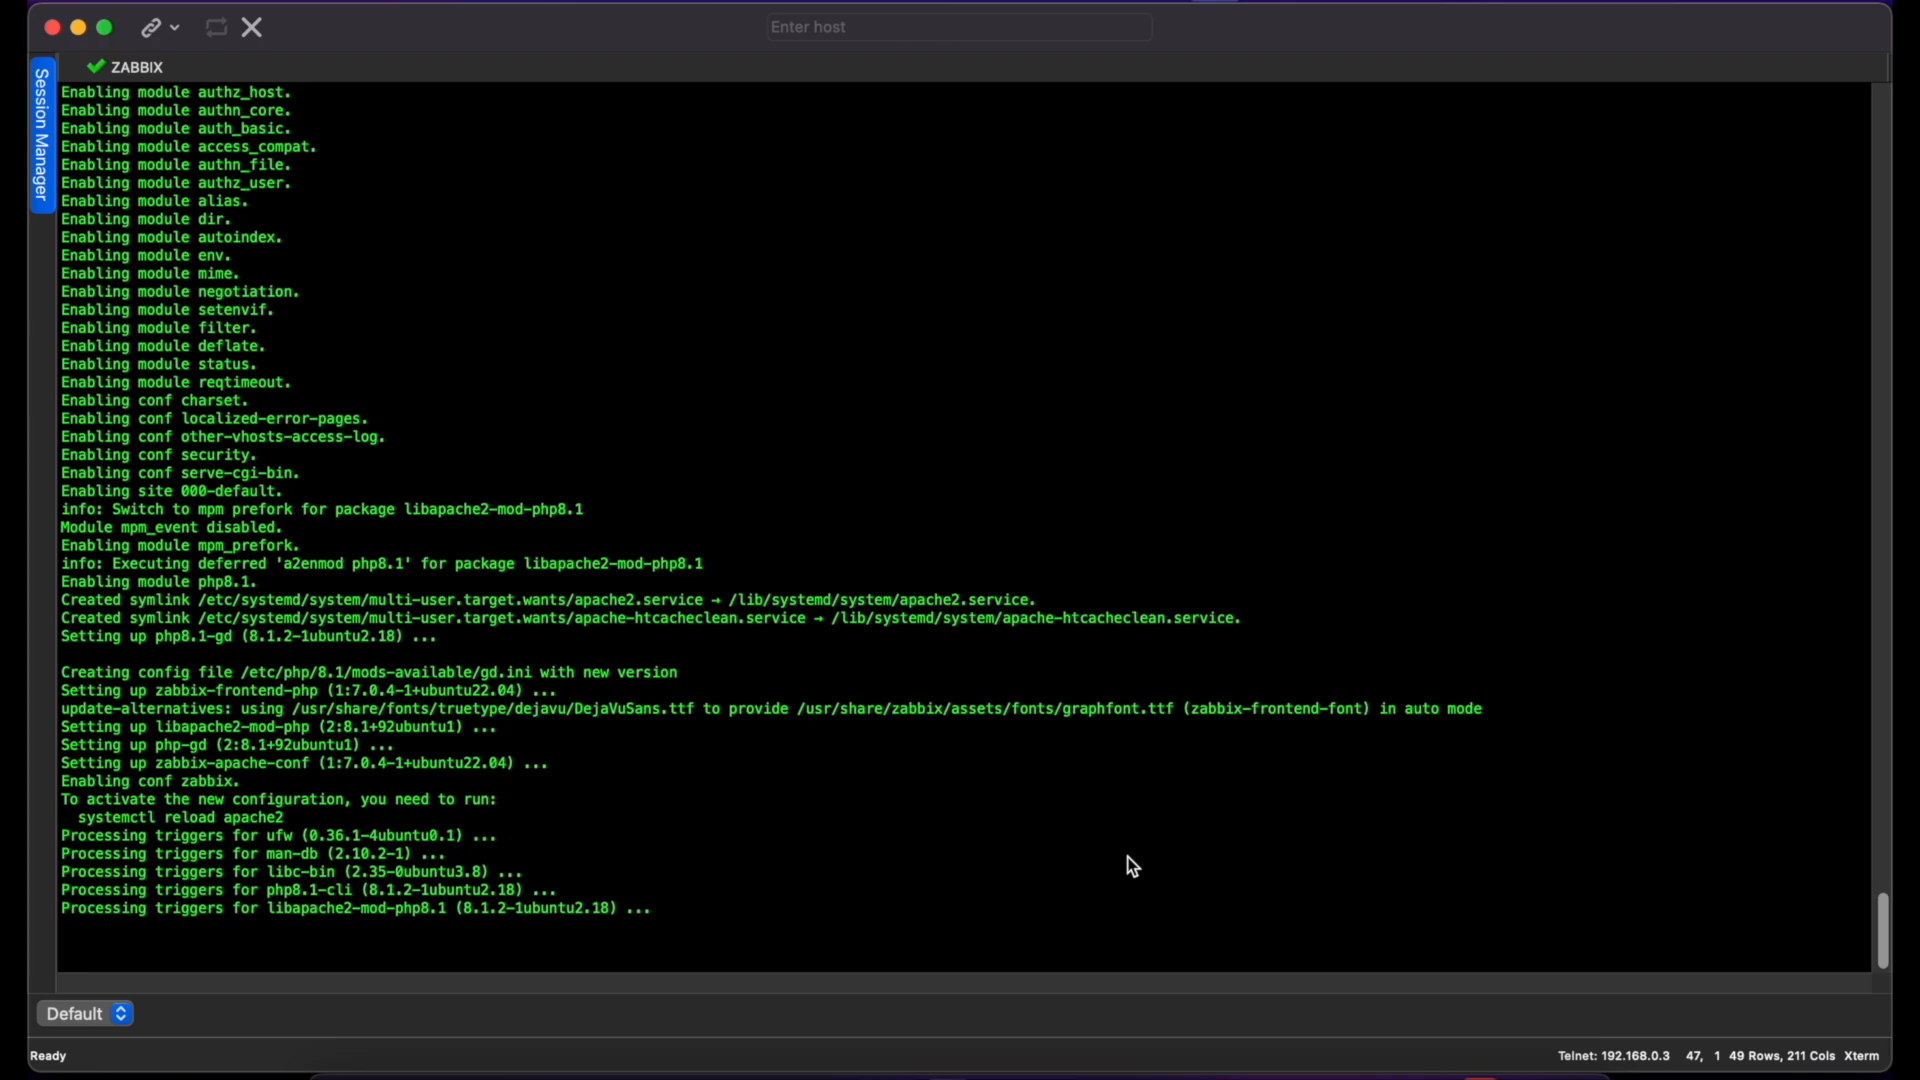 Enter host
ZABBIX
Session Manager
Enabling module authz_host.
Enabling module authn_core.
Enabling module auth_basic.
Enabling module access_compat.
Enabling module authn_file.
Enabling module authz_user.
Enabling module alias.
Enabling module dir.
Enabling module autoindex.
Enabling module env.
Enabling module mime.
Enabling module negotiation.
Enabling module setenvif.
Enabling module filter.
Enabling module deflate.
Enabling module status.
Enabling module reqtimeout.
Enabling conf charset.
Enabling conf localized-error-pages.
Enabling conf other-vhosts-access-log.
Enabling conf security.
Enabling conf serve-cgi-bin.
Enabling site 000-default.
info: Switch to mpm prefork for package libapache2-mod-php8.1
Module mpm_event disabled.
Enabling module mpm_prefork.
info: Executing deferred 'a2enmod php8.1' for package libapache2-mod-php8.1
Enabling module php8.1.
Created symlink /etc/systemd/system/multi-user.target.wants/apache2.service → /lib/systemd/system/apache2.service.
Created symlink /etc/systemd/system/multi-user.target.wants/apache-htcacheclean.service → /lib/systemd/system/apache-htcacheclean.service.
Setting up php8.1-gd (8.1.2-1ubuntu2.18) ...
Creating config file /etc/php/8.1/mods-available/gd.ini with new version
Setting up zabbix-frontend-php (1:7.0.4-1+ubuntu22.04) ...
update-alternatives: using /usr/share/fonts/truetype/dejavu/DejaVuSans.ttf to provide /usr/share/zabbix/assets/fonts/graphfont.ttf (zabbix-frontend-font) in auto mode
Setting up libapache2-mod-php (2:8.1+92ubuntu1) ...
Setting up php-gd (2:8.1+92ubuntu1) ...
Setting up zabbix-apache-conf (1:7.0.4-1+ubuntu22.04) ...
Enabling conf zabbix.
To activate the new configuration, you need to run:
  systemctl reload apache2
Processing triggers for ufw (0.36.1-4ubuntu0.1) ...
Processing triggers for man-db (2.10.2-1) ...
Processing triggers for libc-bin (2.35-0ubuntu3.8) ...
Processing triggers for php8.1-cli (8.1.2-1ubuntu2.18) ...
Processing triggers for libapache2-mod-php8.1 (8.1.2-1ubuntu2.18) ...
Default
Ready
Telnet: 192.168.0.3 47, 1 49 Rows, 211 Cols Xterm